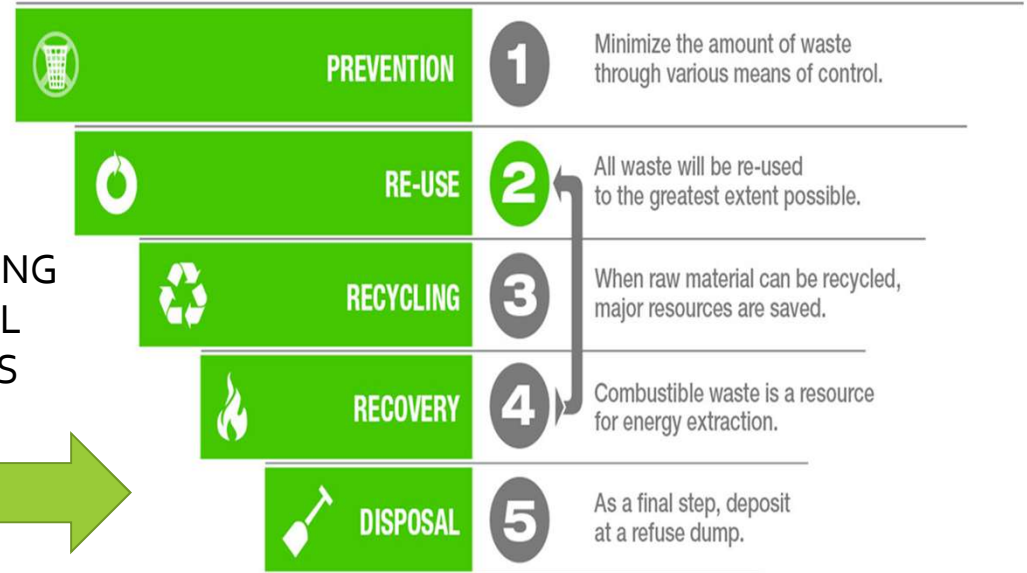 PREVENTION
1
Minimize the amount of waste
through various means of control.
RE-USE
2
All waste will be re-used
to the greatest extent possible.
NG
L
S
RECYCLING
3
When raw material can be recycled,
major resources are saved.
RECOVERY
4
Combustible waste is a resource
for energy extraction.
DISPOSAL
5
As a final step, deposit
at a refuse dump.